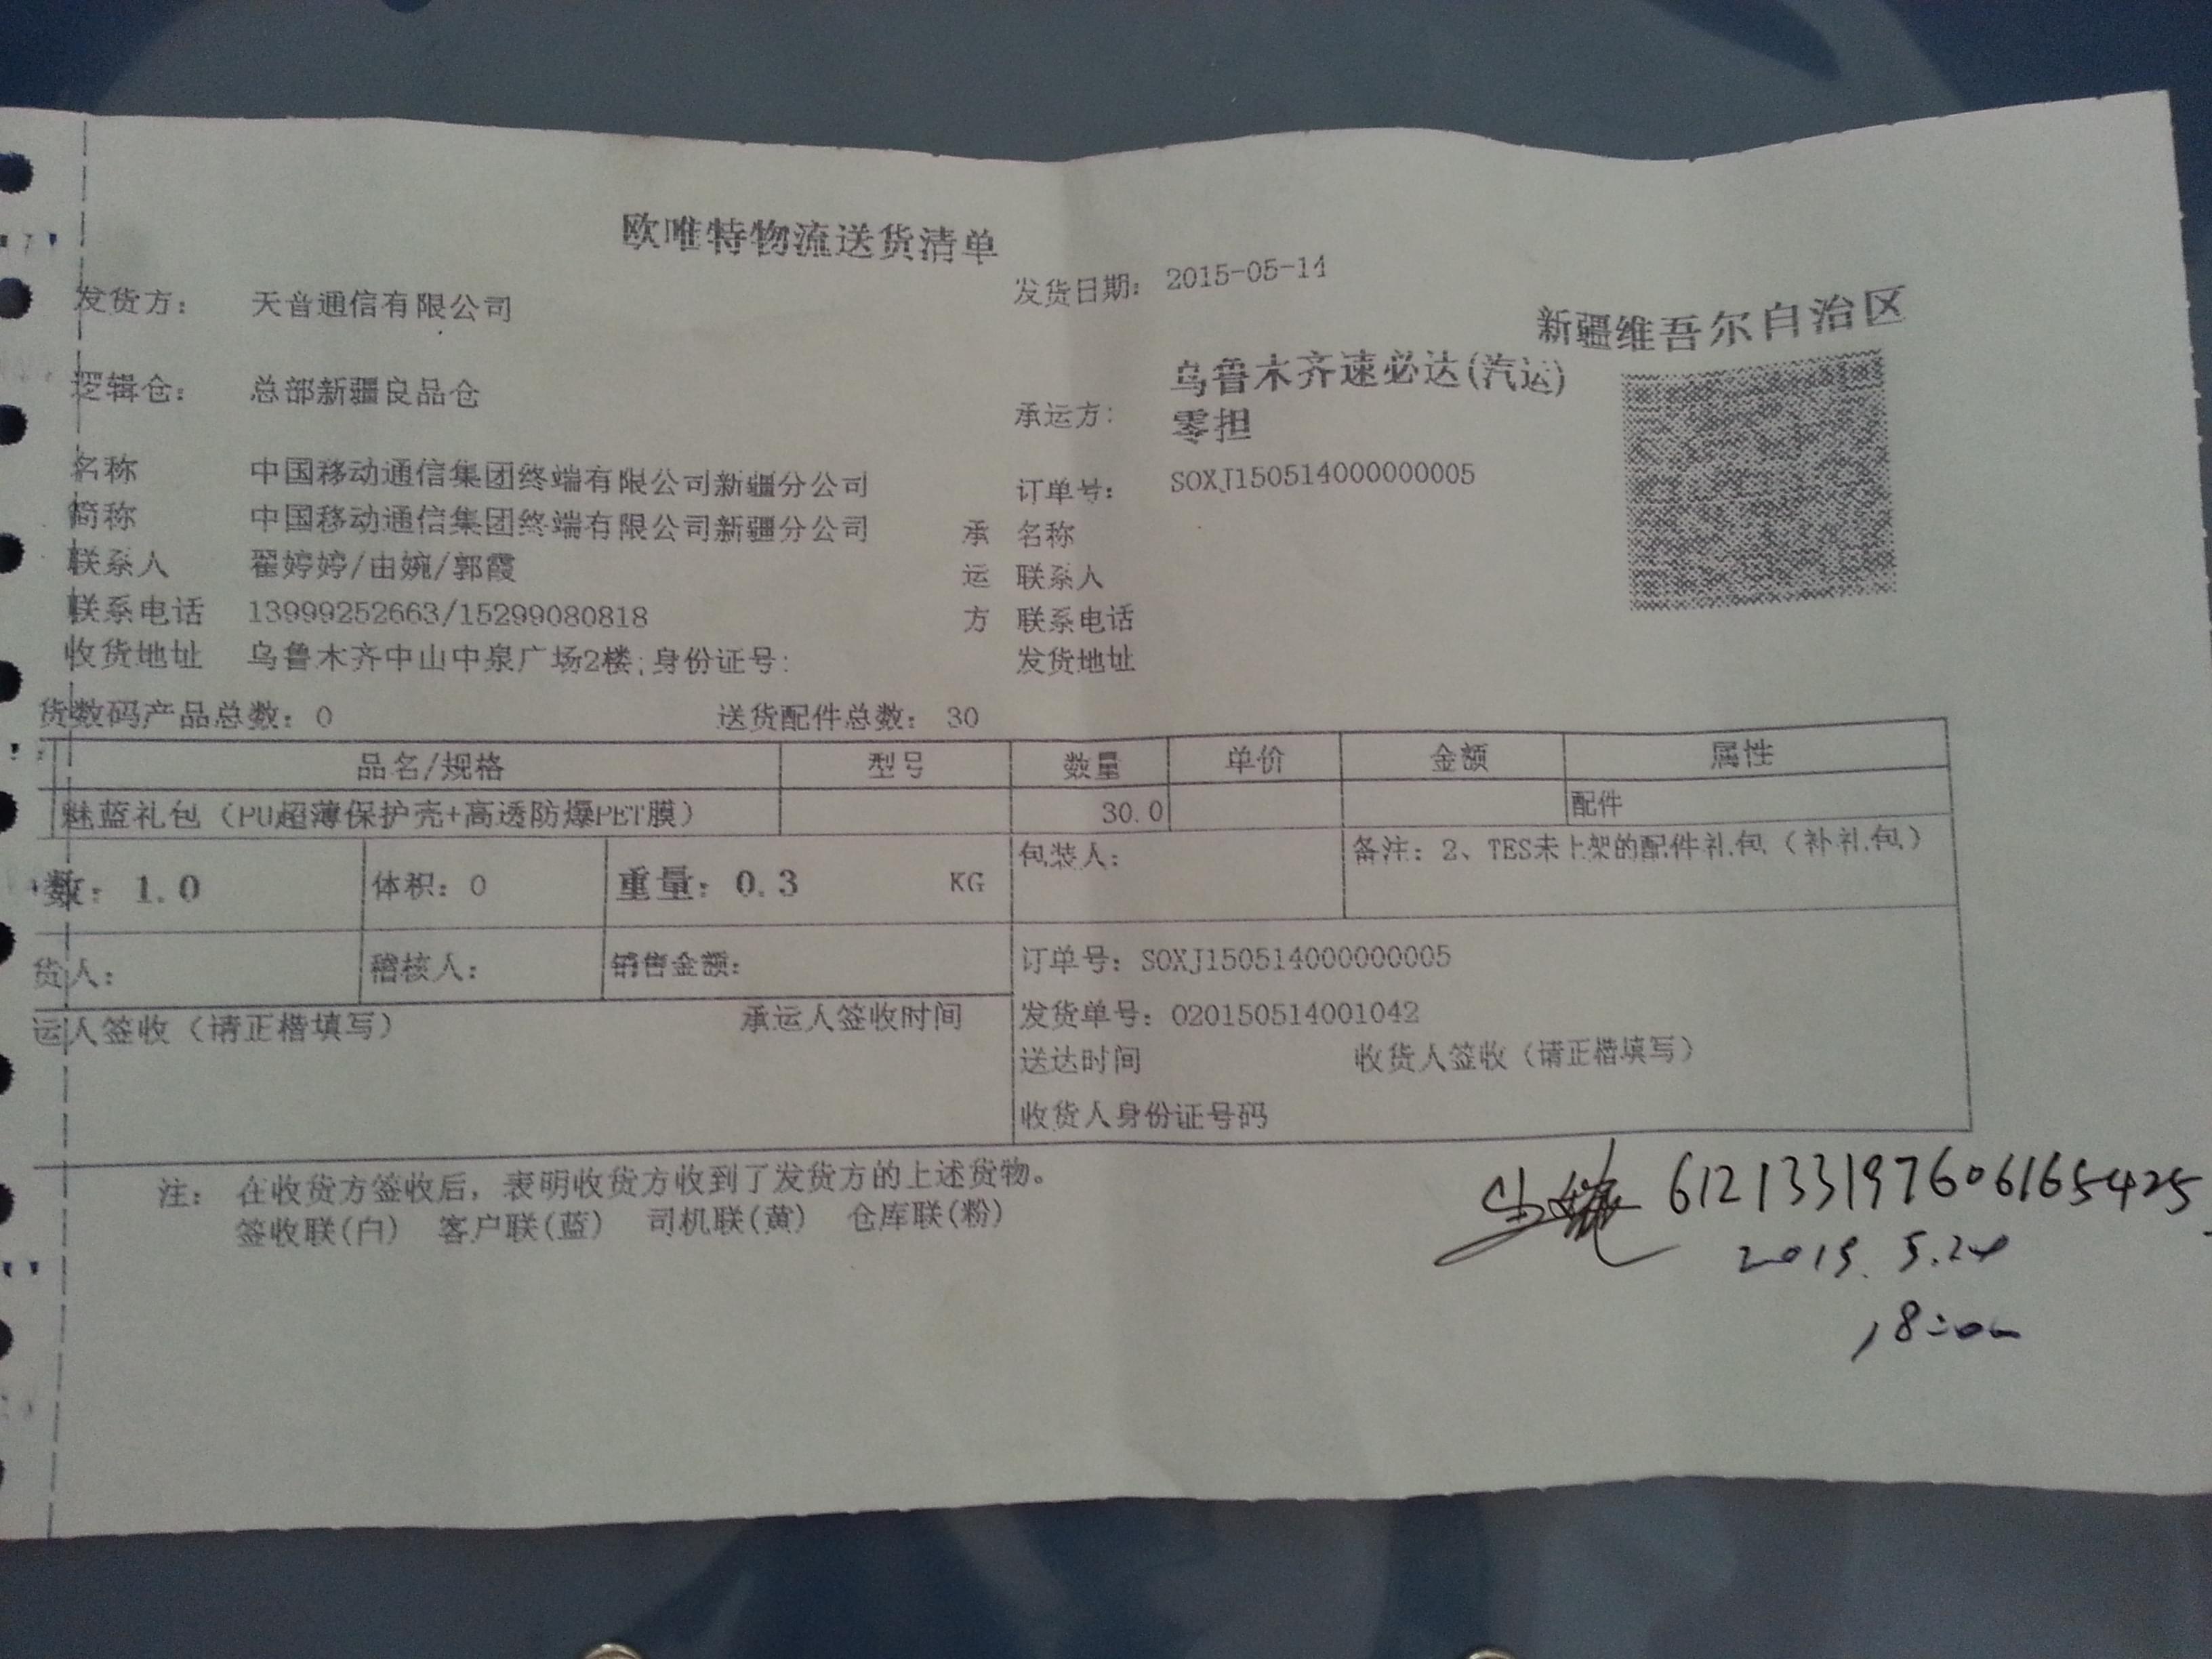 欧唯特物流送货清单
发货方： 天音通信有限公司
发货日期： 2015-05-14
新疆维吾尔自治区
逻辑仓： 总部新疆良品仓
承运方： 乌鲁木齐速必达(汽运)
零担
名称 中国移动通信集团终端有限公司新疆分公司
订单号： SOXJ150514000000005
简称 中国移动通信集团终端有限公司新疆分公司
承 名称
联系人 翟婷婷/由婉/郭霞
运 联系人
联系电话 13999252663/15299080818
方 联系电话
收货地址 乌鲁木齐中山中泉广场2楼;身份证号:
发货地址
货数码产品总数：0 送货配件总数： 30
品名/规格 型号 数量 单价 金额 属性
魅蓝礼包（PU超薄保护壳+高透防爆PET膜） 30.0 配件
数：1.0 体积：0 重量：0.3 KG 包装人： 备注：2、TES未上架的配件礼包（补礼包）
货人： 稽核人： 销售金额：
订单号：SOXJ150514000000005
运人签收（请正楷填写） 承运人签收时间
发货单号：020150514001042
送达时间 收货人签收（请正楷填写）
收货人身份证号码
注： 在收货方签收后，表明收货方收到了发货方的上述货物。
签收联(白) 客户联(蓝) 司机联(黄) 仓库联(粉)
612133197606165425
2015.5.20
18:00